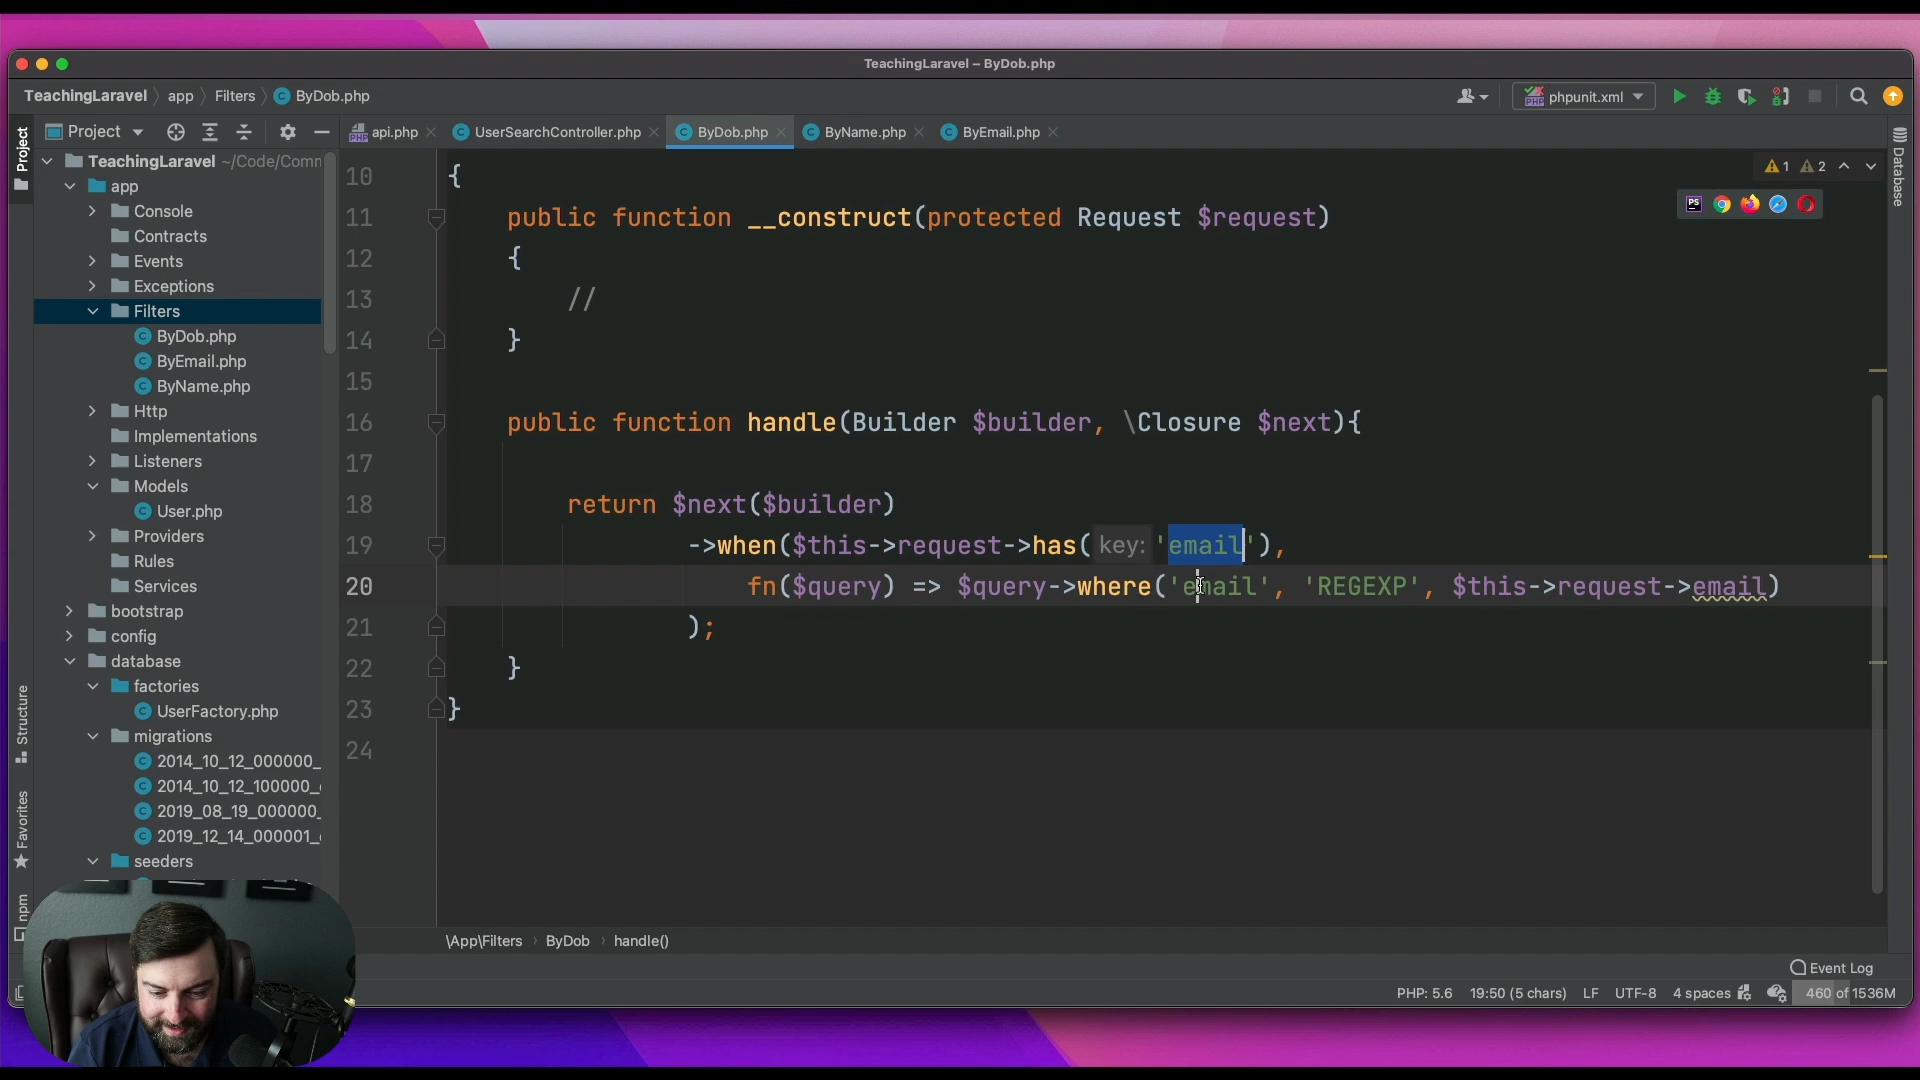 TeachingLaravel – ByDob.php
TeachingLaravel app Filters ByDob.php
phpunit.xml
Project
api.php UserSearchController.php ByDob.php ByName.php ByEmail.php
Project
Structure
Favorites
npm
TeachingLaravel ~/Code/Comm
app
Console
Contracts
Events
Exceptions
Filters
ByDob.php
ByEmail.php
ByName.php
Http
Implementations
Listeners
Models
User.php
Providers
Rules
Services
bootstrap
config
database
factories
UserFactory.php
migrations
2014_10_12_000000_
2014_10_12_100000_
2019_08_19_000000_
2019_12_14_000001_
seeders
10 {
11 public function __construct(protected Request $request)
12 {
13 //
14 }
15
16 public function handle(Builder $builder, \Closure $next){
17
18 return $next($builder)
19 ->when($this->request->has( key: 'email'),
20 fn($query) => $query->where('email', 'REGEXP', $this->request->email)
21 );
22 }
23 }
24
1 2
PS
Database
\App\Filters ByDob handle()
Event Log
PHP: 5.6 19:50 (5 chars) LF UTF-8 4 spaces 460 of 1536M